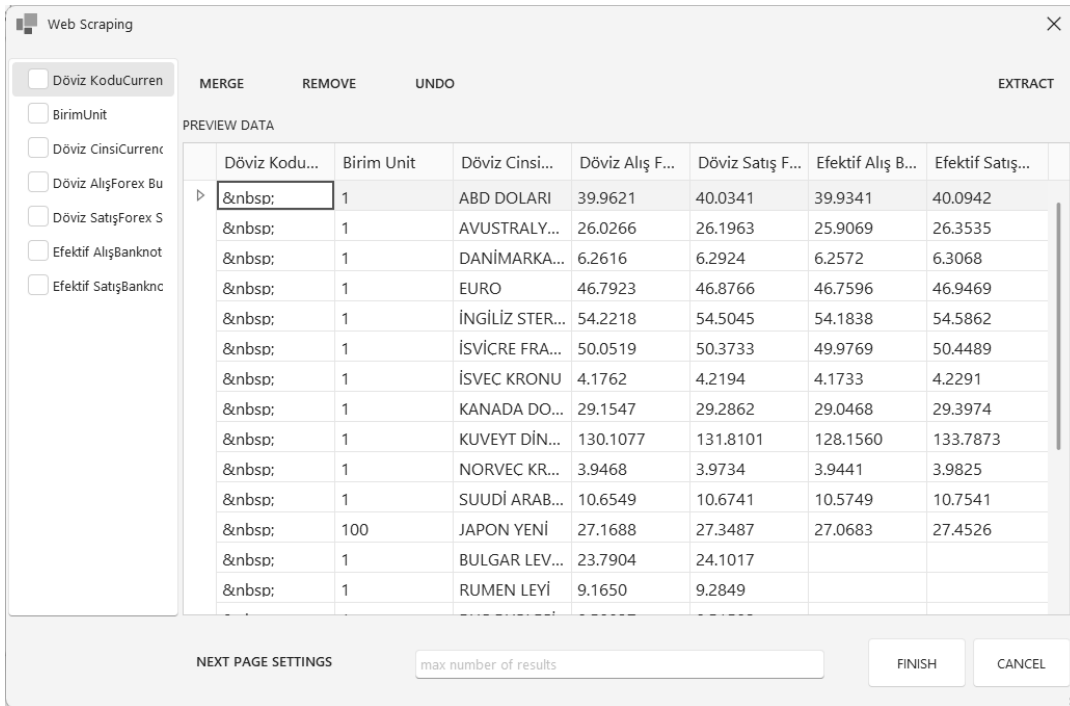 Web Scraping
Döviz KoduCurren
BirimUnit
Döviz CinsiCurrenc
Döviz AlışForex Bu
Döviz SatışForex S
Efektif AlışBanknot
Efektif SatışBanknc
MERGE REMOVE UNDO EXTRACT
PREVIEW DATA
Döviz Kodu... Birim Unit Döviz Cinsi... Döviz Alış F... Döviz Satış F... Efektif Alış B... Efektif Satış...
&nbsp; 1 ABD DOLARI 39.9621 40.0341 39.9341 40.0942
&nbsp; 1 AVUSTRALY... 26.0266 26.1963 25.9069 26.3535
&nbsp; 1 DANİMARKA... 6.2616 6.2924 6.2572 6.3068
&nbsp; 1 EURO 46.7923 46.8766 46.7596 46.9469
&nbsp; 1 İNGİLİZ STER... 54.2218 54.5045 54.1838 54.5862
&nbsp; 1 İSVİÇRE FRA... 50.0519 50.3733 49.9769 50.4489
&nbsp; 1 İSVEC KRONU 4.1762 4.2194 4.1733 4.2291
&nbsp; 1 KANADA DO... 29.1547 29.2862 29.0468 29.3974
&nbsp; 1 KUVEYT DİN... 130.1077 131.8101 128.1560 133.7873
&nbsp; 1 NORVEC KR... 3.9468 3.9734 3.9441 3.9825
&nbsp; 1 SUUDİ ARAB... 10.6549 10.6741 10.5749 10.7541
&nbsp; 100 JAPON YENİ 27.1688 27.3487 27.0683 27.4526
&nbsp; 1 BULGAR LEV... 23.7904 24.1017
&nbsp; 1 RUMEN LEYİ 9.1650 9.2849
NEXT PAGE SETTINGS max number of results FINISH CANCEL